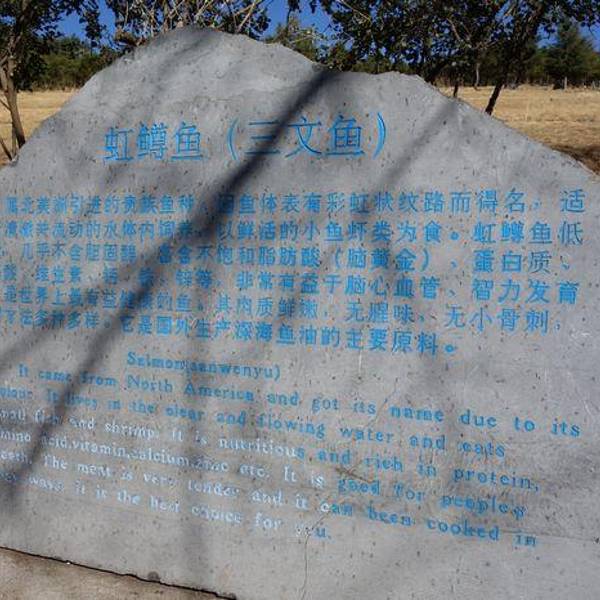 虹鳟鱼（三文鱼）
北美洲引进的贵族鱼种，因鱼体表有彩虹状纹路而得名。适
流动的水体内饲养，以鲜活的小鱼虾类为食。虹鳟鱼低
几乎不含胆固醇，富含不饱和脂肪酸（脑黄金）、蛋白质、
维生素、锌等，非常有益于脑心血管、智力发育
是世界上最有益健康的鱼，其内质鲜嫩，无腥味，无小骨刺，
方法多种多样。它是国外生产深海鱼油的主要原料。
Salmon(sanwenyu)
It came from North America and got its name due to its
colour. It lives in the clear and flowing water and eats
small fish and shrimp. It is nutritious and rich in protein,
amino acid,vitamin,calcium,zinc etc. It is good for people's
The meat is very tender and it can been cooked in
ways. it is the best choice for you.